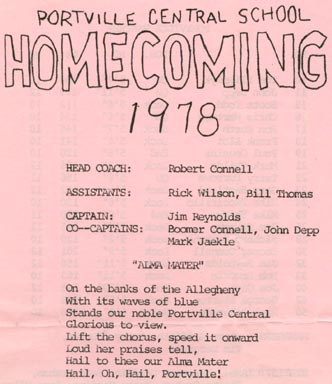 PORTVILLE CENTRAL SCHOOL
HOMECOMING
1978
HEAD COACH: Robert Connell
ASSISTANTS: Rick Wilson, Bill Thomas
CAPTAIN: Jim Reynolds
CO--CAPTAINS: Boomer Connell, John Depp
Mark Jaekle
"ALMA MATER"
On the banks of the Allegheny
With its waves of blue
Stands our noble Portville Central
Glorious to view.
Lift the chorus, speed it onward
Loud her praises tell,
Hail to thee our Alma Mater
Hail, Oh, Hail, Portville!